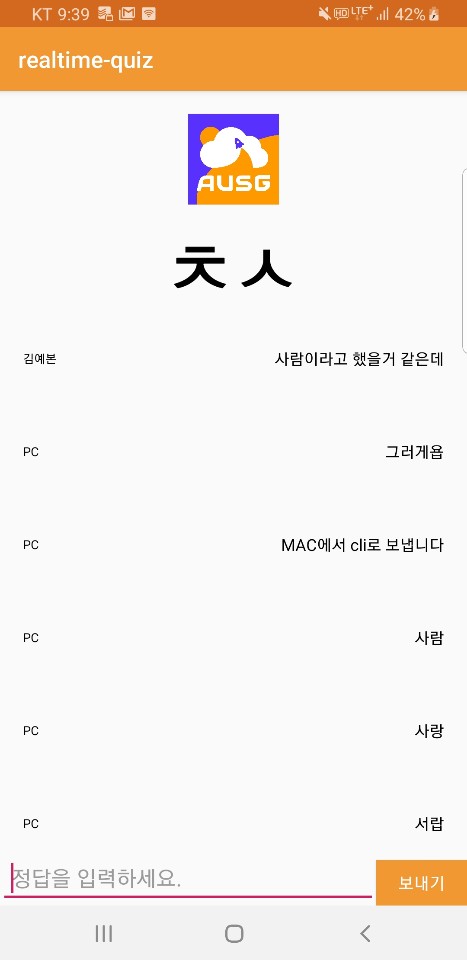 KT 9:39 HD LTE+ 42%
realtime-quiz
AUSG
ㅊㅅ
김예본 사람이라고 했을거 같은데
PC 그러게욥
PC MAC에서 cli로 보냅니다
PC 사람
PC 사랑
PC 서랍
정답을 입력하세요. 보내기